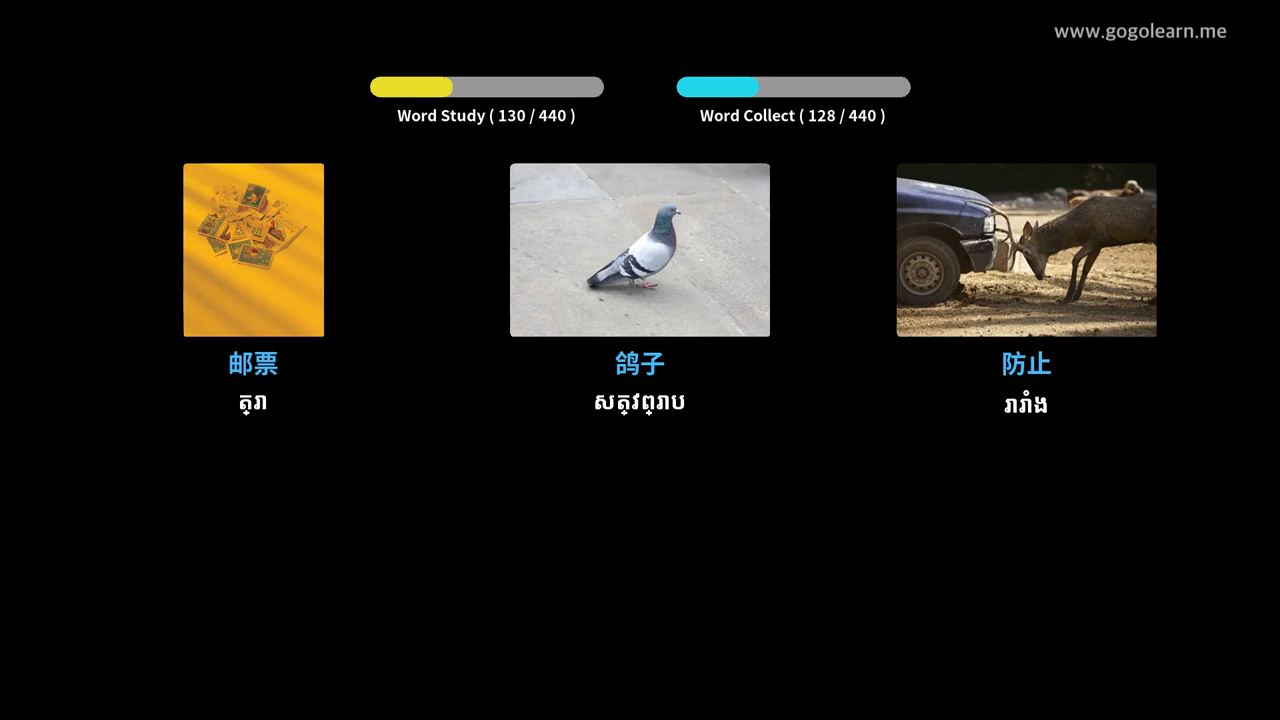 www.gogolearn.me
Word Study ( 130 / 440 )
Word Collect ( 128 / 440 )
邮票
ត្រា
鸽子
សត្វព្រាប
防止
រារាំង